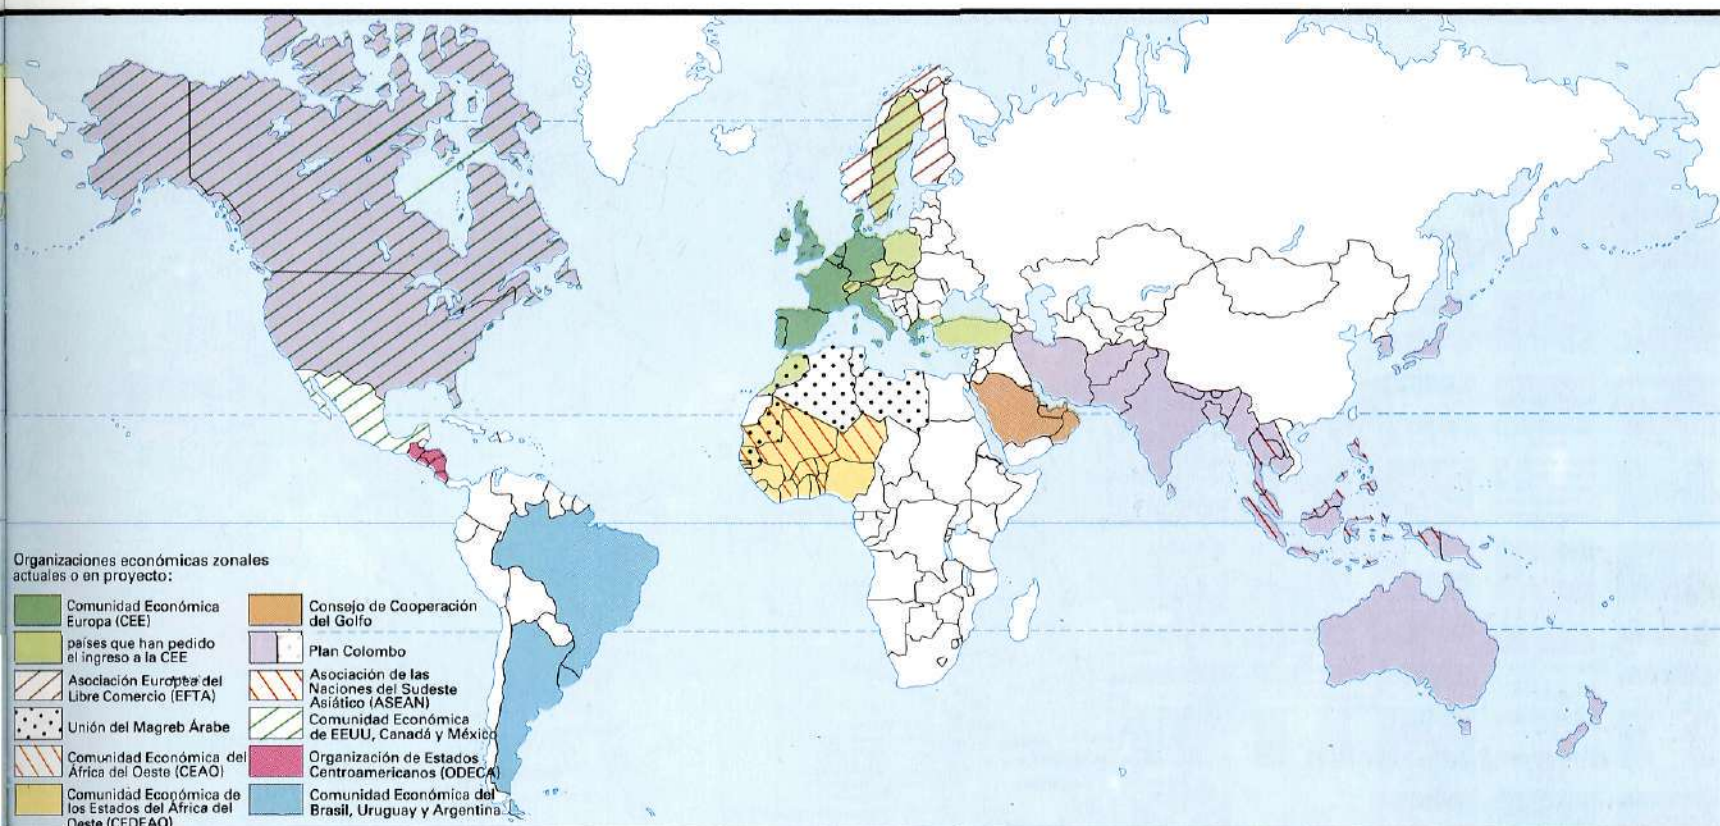 Organizaciones económicas zonales
actuales o en proyecto:
Comunidad Económica
Europa (CEE)
países que han pedido
el ingreso a la CEE
Asociación Europea del
Libre Comercio (EFTA)
Unión del Magreb Árabe
Comunidad Económica del
África del Oeste (CEAO)
Comunidad Económica de
los Estados del África del
Oeste (CEDEAO)
Consejo de Cooperación
del Golfo
Plan Colombo
Asociación de las
Naciones del Sudeste
Asiático (ASEAN)
Comunidad Económica
de EEUU, Canadá y México
Organización de Estados
Centroamericanos (ODECA)
Comunidad Económica del
Brasil, Uruguay y Argentina